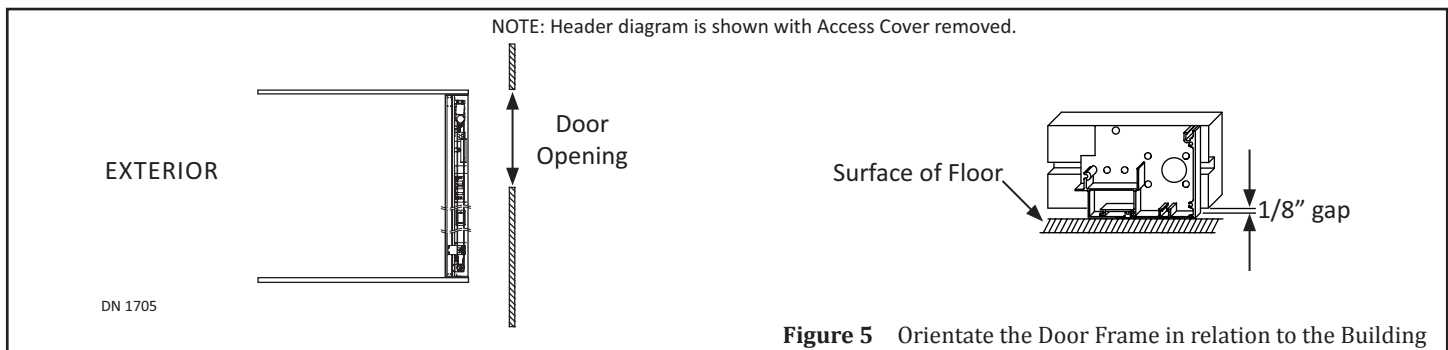 NOTE: Header diagram is shown with Access Cover removed.
EXTERIOR
Door
Opening
DN 1705
Surface of Floor
1/8” gap
Figure 5 Orientate the Door Frame in relation to the Building